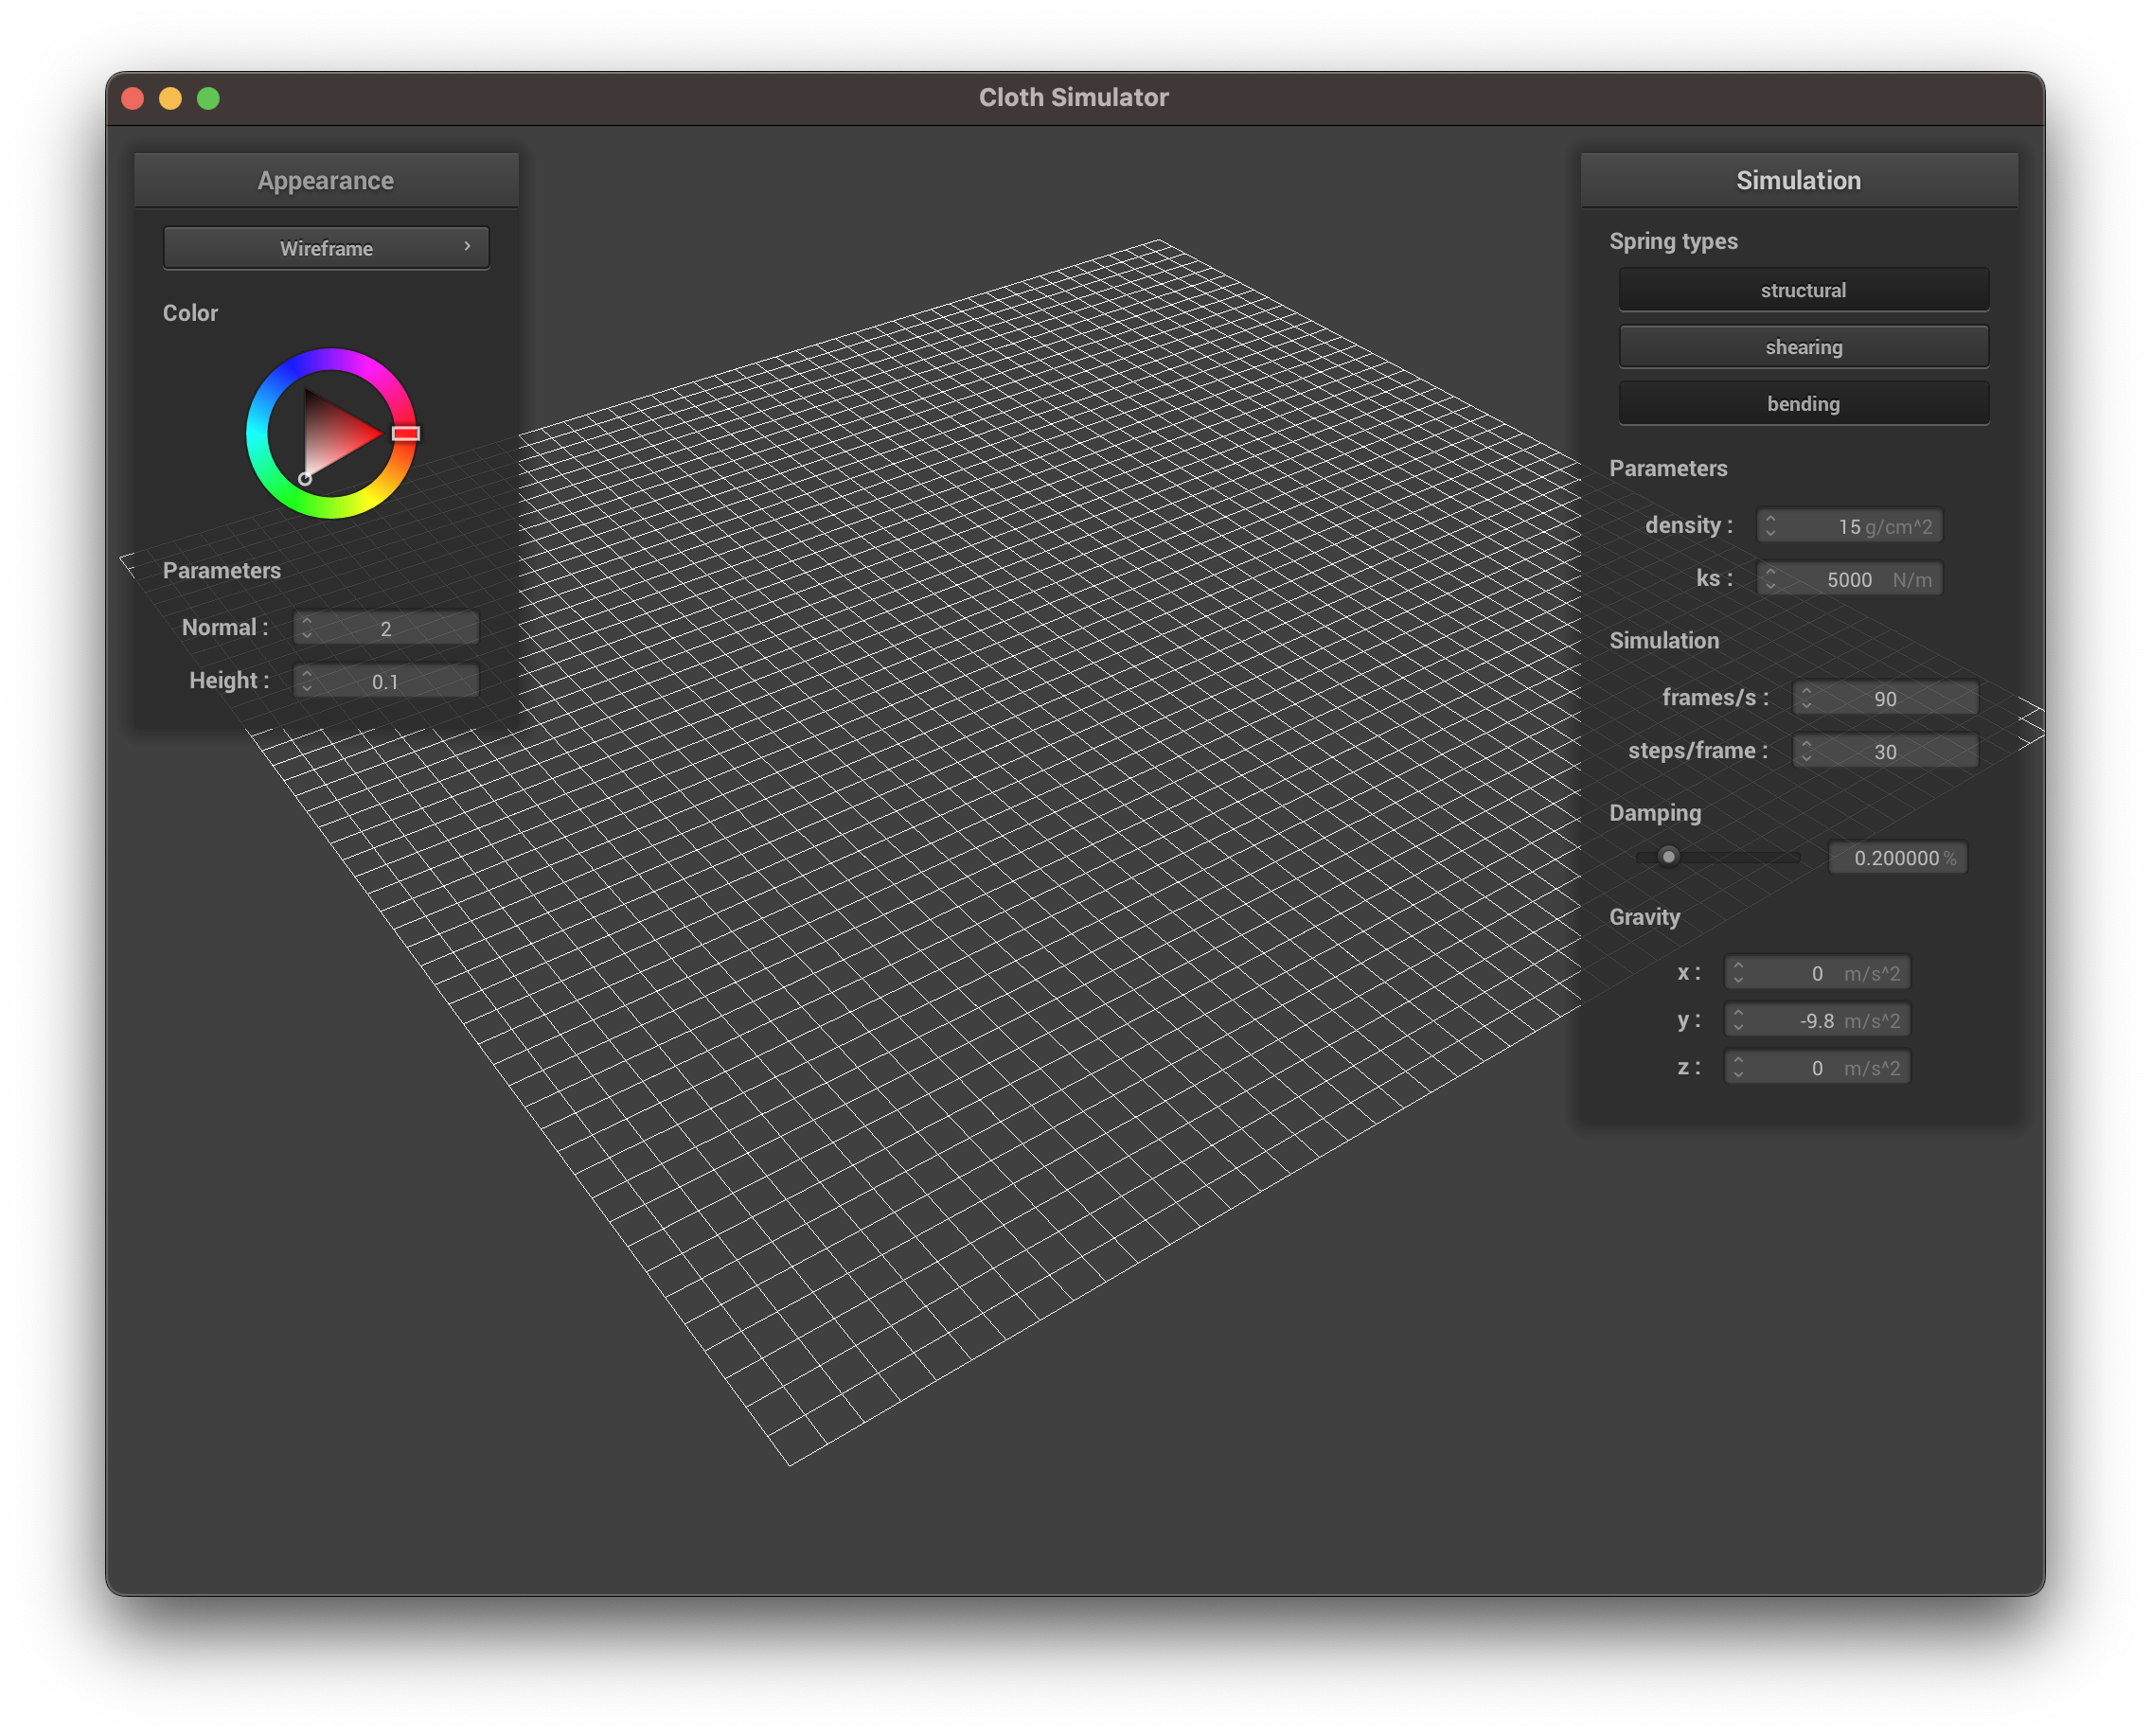 Cloth Simulator
Appearance
Wireframe
Color
Parameters
Normal : 2
Height : 0.1
Simulation
Spring types
structural
shearing
bending
Parameters
density : 15 g/cm^2
ks : 5000 N/m
Simulation
frames/s : 90
steps/frame : 30
Damping
0.200000 %
Gravity
x : 0 m/s^2
y : -9.8 m/s^2
z : 0 m/s^2